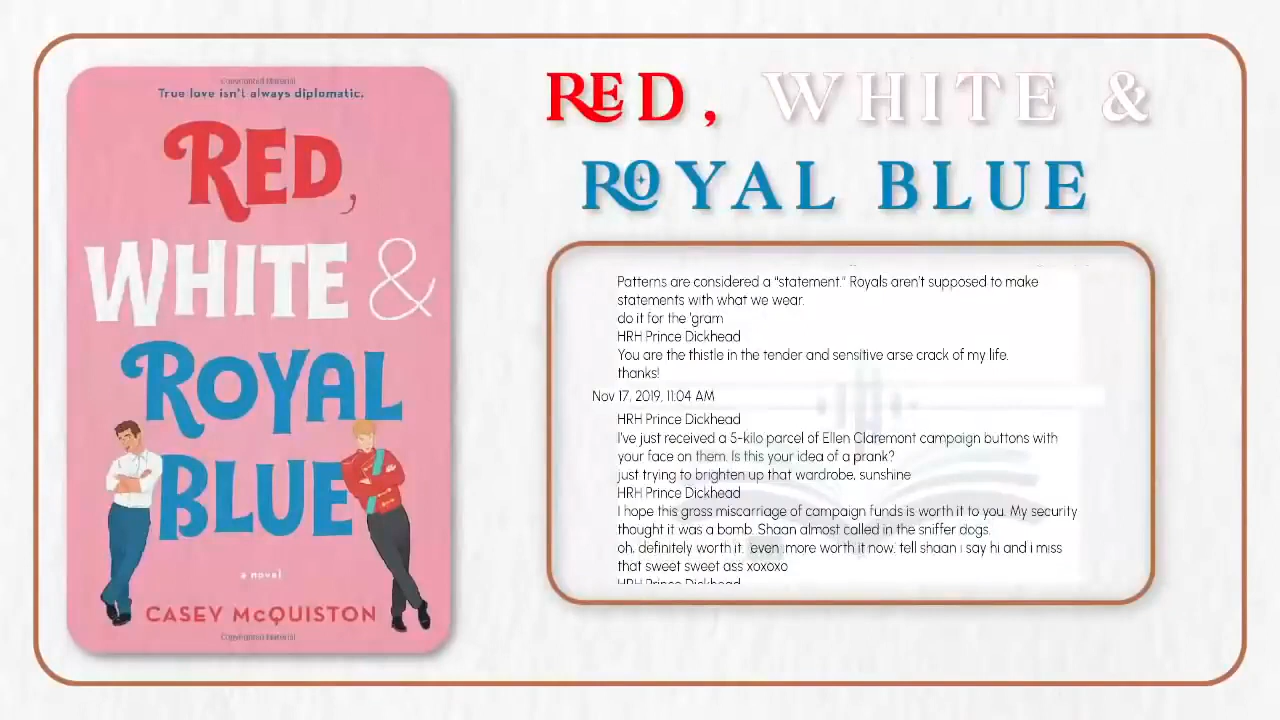 Copyrighted Material
True love isn't always diplomatic.
RED,
WHITE &
ROYAL
BLUE
a novel
CASEY McQUISTON
Copyrighted Material
RED, WHITE &
ROYAL BLUE
Patterns are considered a "statement." Royals aren't supposed to make
statements with what we wear.
do it for the 'gram
HRH Prince Dickhead
You are the thistle in the tender and sensitive arse crack of my life.
thanks!
Nov 17, 2019, 11:04 AM
HRH Prince Dickhead
I've just received a 5-kilo parcel of Ellen Claremont campaign buttons with
your face on them. Is this your idea of a prank?
just trying to brighten up that wardrobe, sunshine
HRH Prince Dickhead
I hope this gross miscarriage of campaign funds is worth it to you. My security
thought it was a bomb. Shaan almost called in the sniffer dogs.
oh, definitely worth it. even more worth it now. tell shaan i say hi and i miss
that sweet sweet ass xoxoxo
HRH Prince Dickhead